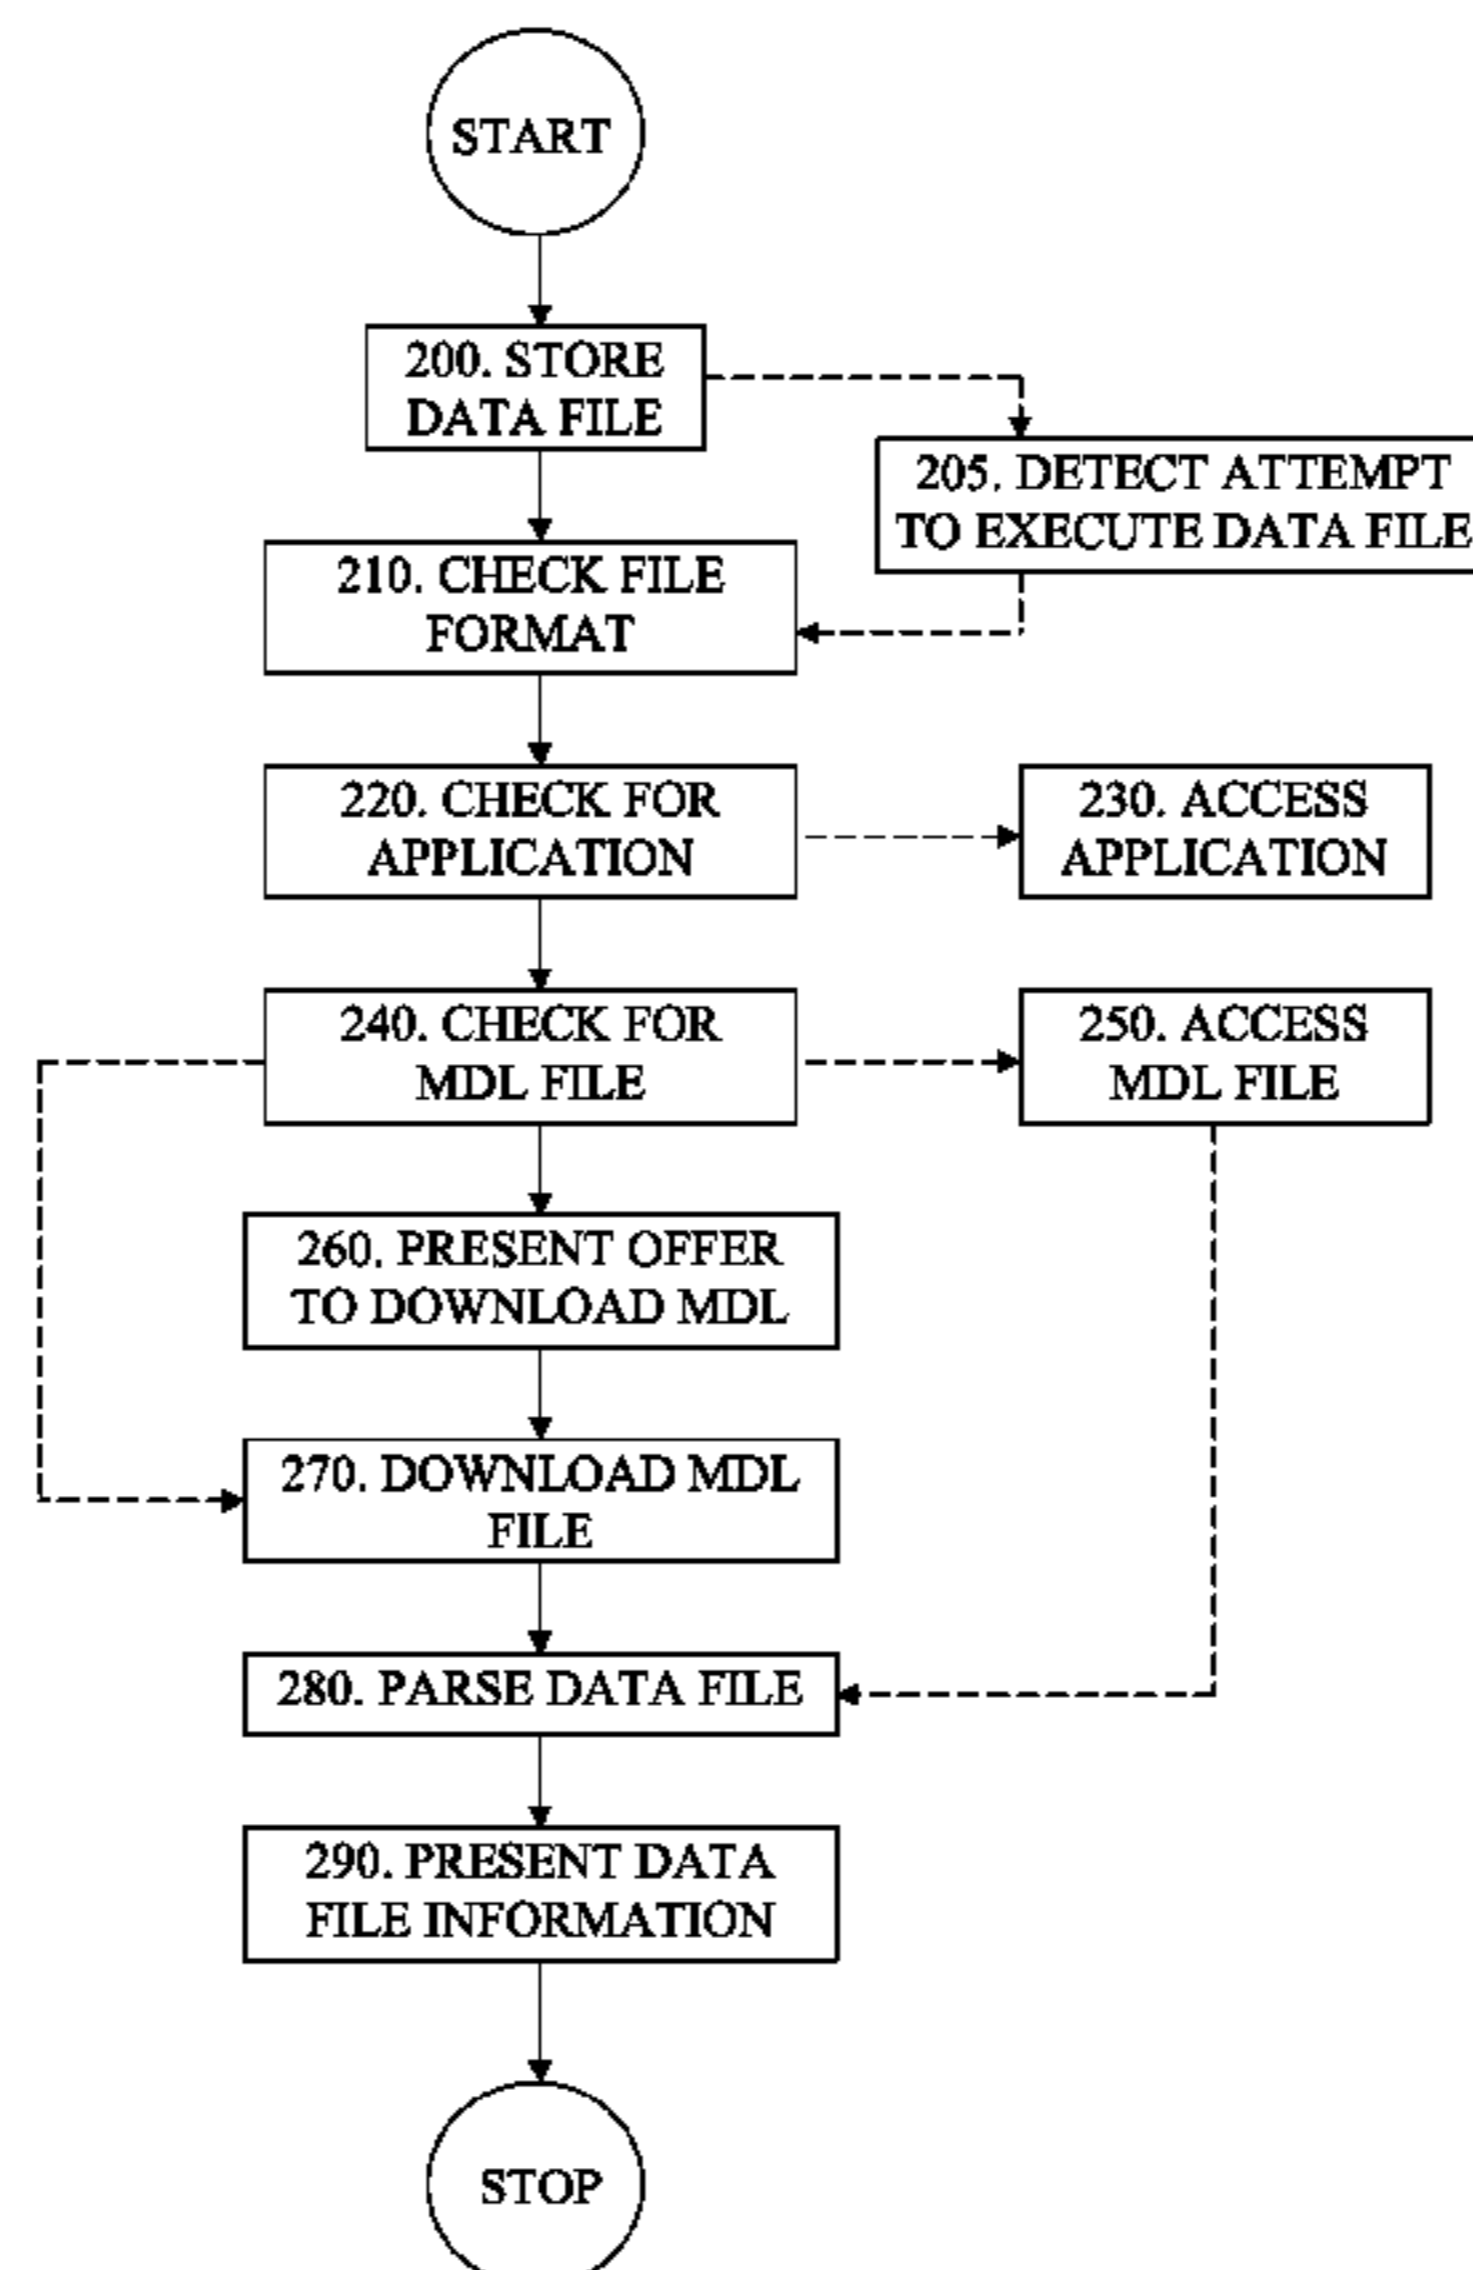 START
200. STORE
DATA FILE
205. DETECT ATTEMPT
TO EXECUTE DATA FILE
210. CHECK FILE
FORMAT
220. CHECK FOR
APPLICATION
230. ACCESS
APPLICATION
240. CHECK FOR
MDL FILE
250. ACCESS
MDL FILE
260. PRESENT OFFER
TO DOWNLOAD MDL
270. DOWNLOAD MDL
FILE
280. PARSE DATA FILE
290. PRESENT DATA
FILE INFORMATION
STOP